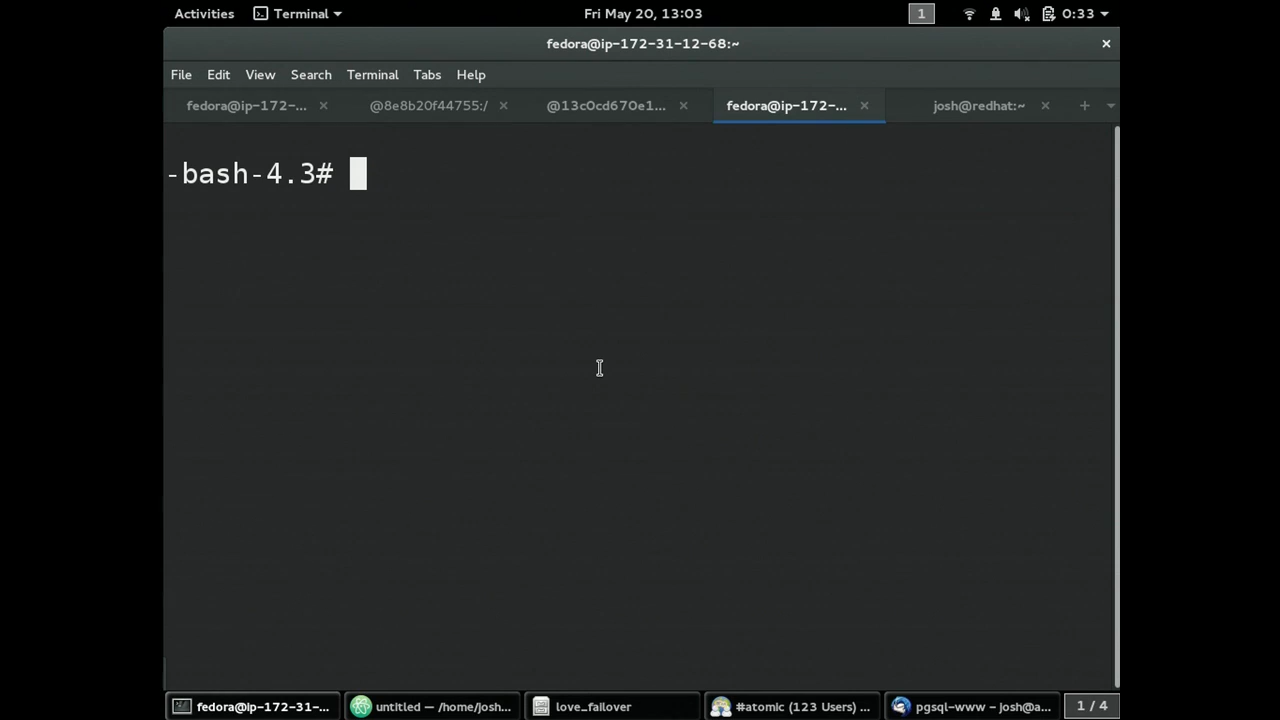 Activities Terminal Fri May 20, 13:03 1 0:33
fedora@ip-172-31-12-68:~
File Edit View Search Terminal Tabs Help
fedora@ip-172-... @8e8b20f44755:/ @13c0cd670e1... fedora@ip-172-... josh@redhat:~
-bash-4.3#
fedora@ip-172-31-... untitled — /home/josh... love_failover #atomic (123 Users) ... pgsql-www – josh@a... 1 / 4